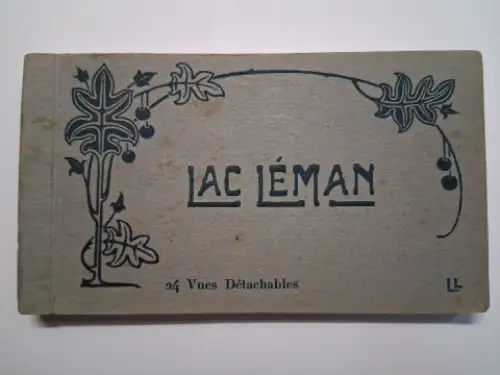 LAC LÉMAN
24 Vues Détachables
LL